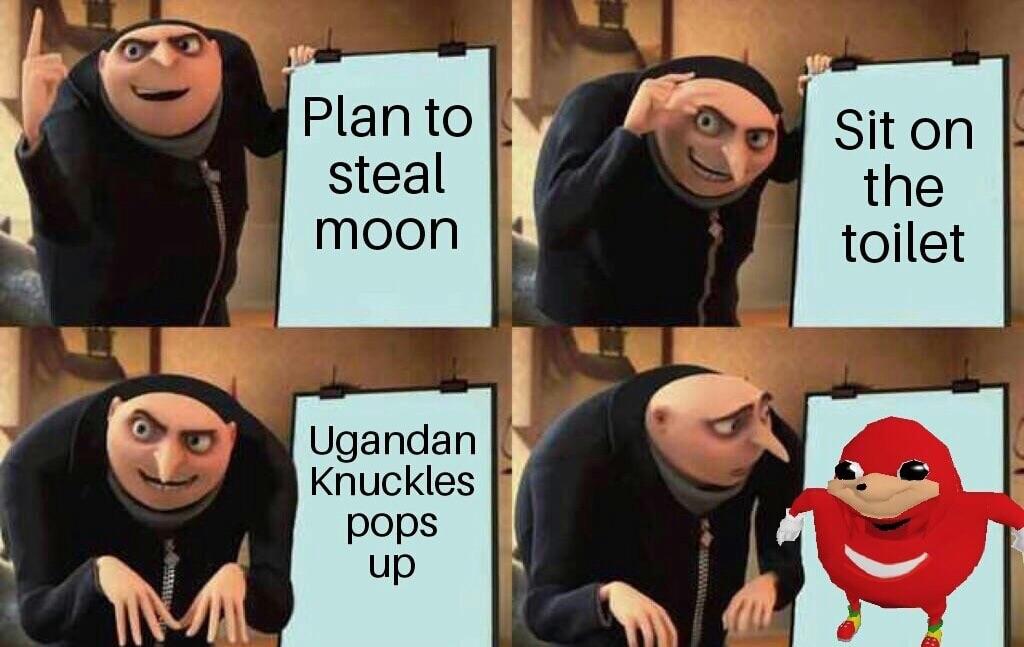 Plan to
steal
moon
Sit on
the
toilet
Ugandan
Knuckles
pops
up